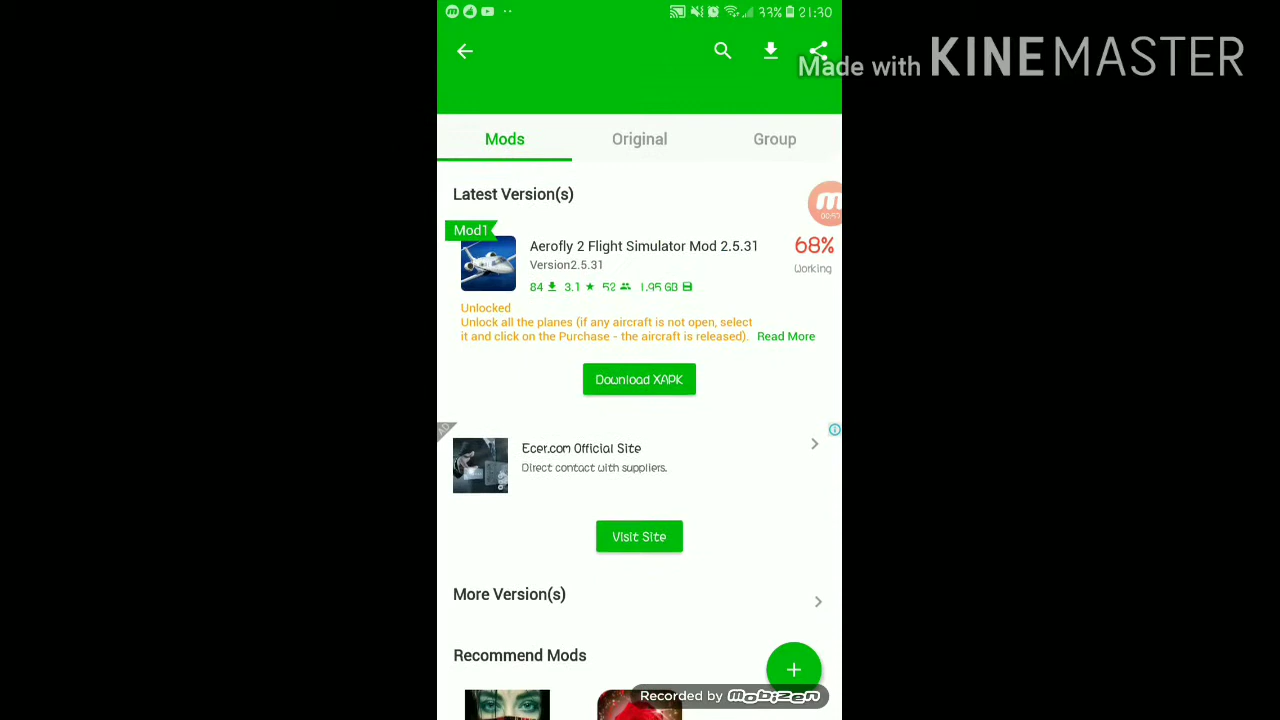 33% 21:30
Made with KINEMASTER
Mods Original Group
Latest Version(s)
00:57
Mod1
Aerofly 2 Flight Simulator Mod 2.5.31
68%
Version2.5.31
Working
84 3.1 52 1.95 GB
Unlocked
Unlock all the planes (if any aircraft is not open, select
it and click on the Purchase - the aircraft is released). Read More
Download XAPK
AD
Ecer.com Official Site
Direct contact with suppliers.
Visit Site
More Version(s)
Recommend Mods
Recorded by mobizen